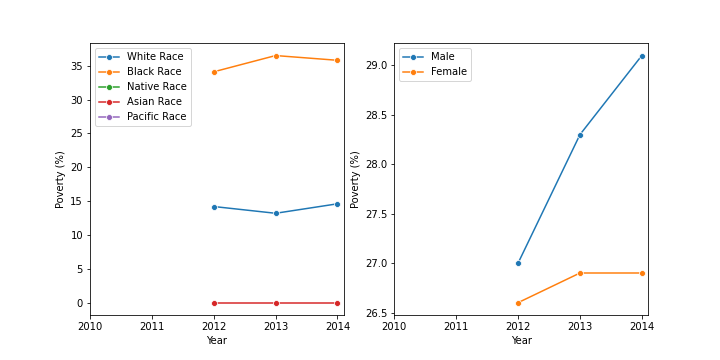 White Race
Black Race
Native Race
Asian Race
Pacific Race
35
30
25
20
15
10
5
0
Poverty (%)
2010 2011 2012 2013 2014
Year
Male
Female
29.0
28.5
28.0
27.5
27.0
26.5
Poverty (%)
2010 2011 2012 2013 2014
Year